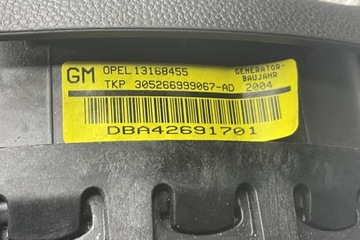 GM OPEL 13168455 GENERATOR-
BAUJAHR
TKP 305266999067-AD 2004
DBA42691701